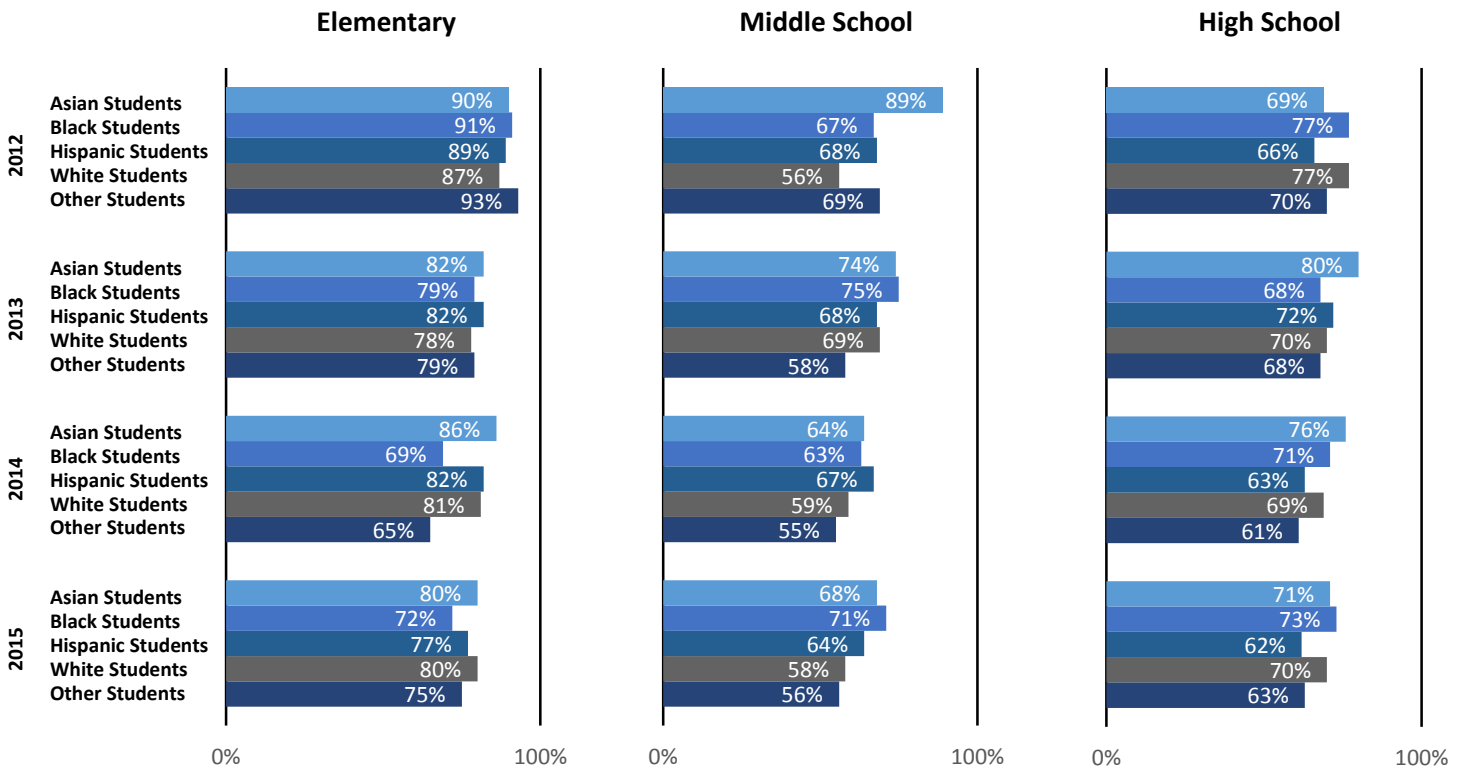 Elementary Middle School High School
2012
Asian Students 90% 89% 69%
Black Students 91% 67% 77%
Hispanic Students 89% 68% 66%
White Students 87% 56% 77%
Other Students 93% 69% 70%
2013
Asian Students 82% 74% 80%
Black Students 79% 75% 68%
Hispanic Students 82% 68% 72%
White Students 78% 69% 70%
Other Students 79% 58% 68%
2014
Asian Students 86% 64% 76%
Black Students 69% 63% 71%
Hispanic Students 82% 67% 63%
White Students 81% 59% 69%
Other Students 65% 55% 61%
2015
Asian Students 80% 68% 71%
Black Students 72% 71% 73%
Hispanic Students 77% 64% 62%
White Students 80% 58% 70%
Other Students 75% 56% 63%
0% 100% 0% 100% 0% 100%